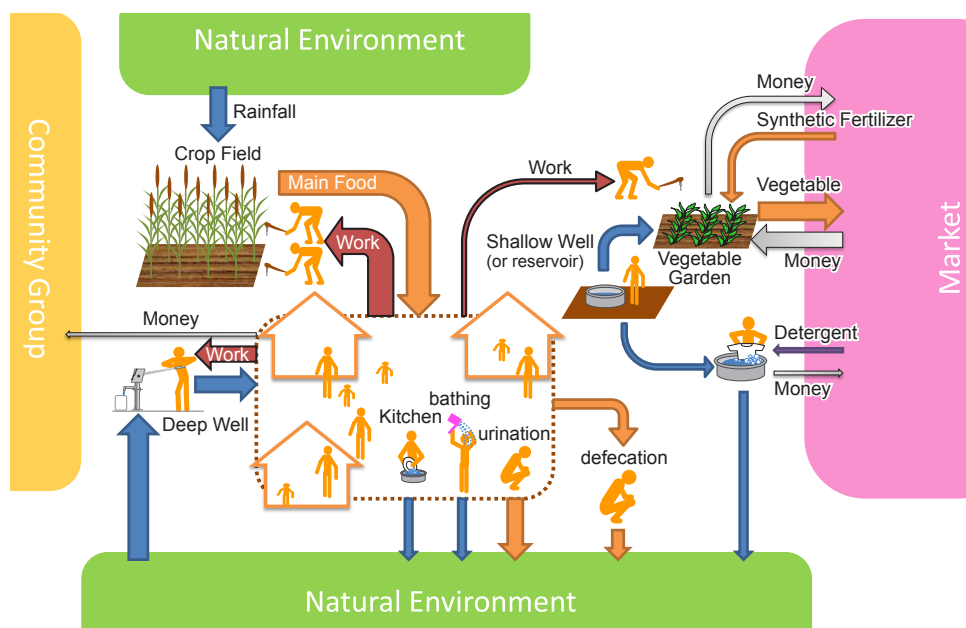 Natural Environment
Community Group
Market
Rainfall
Crop Field
Main Food
Work
Work
Money
Synthetic Fertilizer
Vegetable
Money
Vegetable
Garden
Shallow Well
(or reservoir)
Money
Work
Deep Well
Detergent
Money
bathing
Kitchen
urination
defecation
Natural Environment